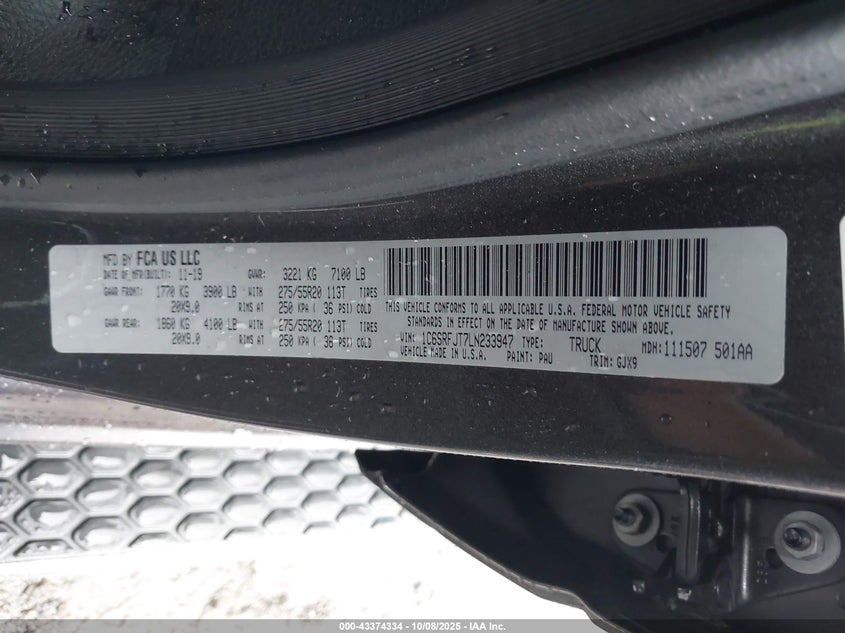 MFD BY FCA US LLC
DATE OF MFR(BUILT): 11-19 GVWR: 3221 KG 7100 LB
GAWR FRONT: 1770 KG 3900 LB -WITH 275/55R20 113T TIRES
20X9.0 RIMS AT 250 KPA ( 36 PSI) COLD
GAWR REAR: 1860 KG 4100 LB -WITH 275/55R20 113T TIRES
20X9.0 RIMS AT 250 KPA ( 36 PSI) COLD
THIS VEHICLE CONFORMS TO ALL APPLICABLE U.S.A. FEDERAL MOTOR VEHICLE SAFETY
STANDARDS IN EFFECT ON THE DATE OF MANUFACTURE SHOWN ABOVE.
VIN: 1C6SRFJT7LN233947 TYPE: TRUCK MDH: 111507 501AA
VEHICLE MADE IN U.S.A. PAINT: PAU TRIM: GJX9
000-43374334 - 10/08/2025 - IAA Inc.